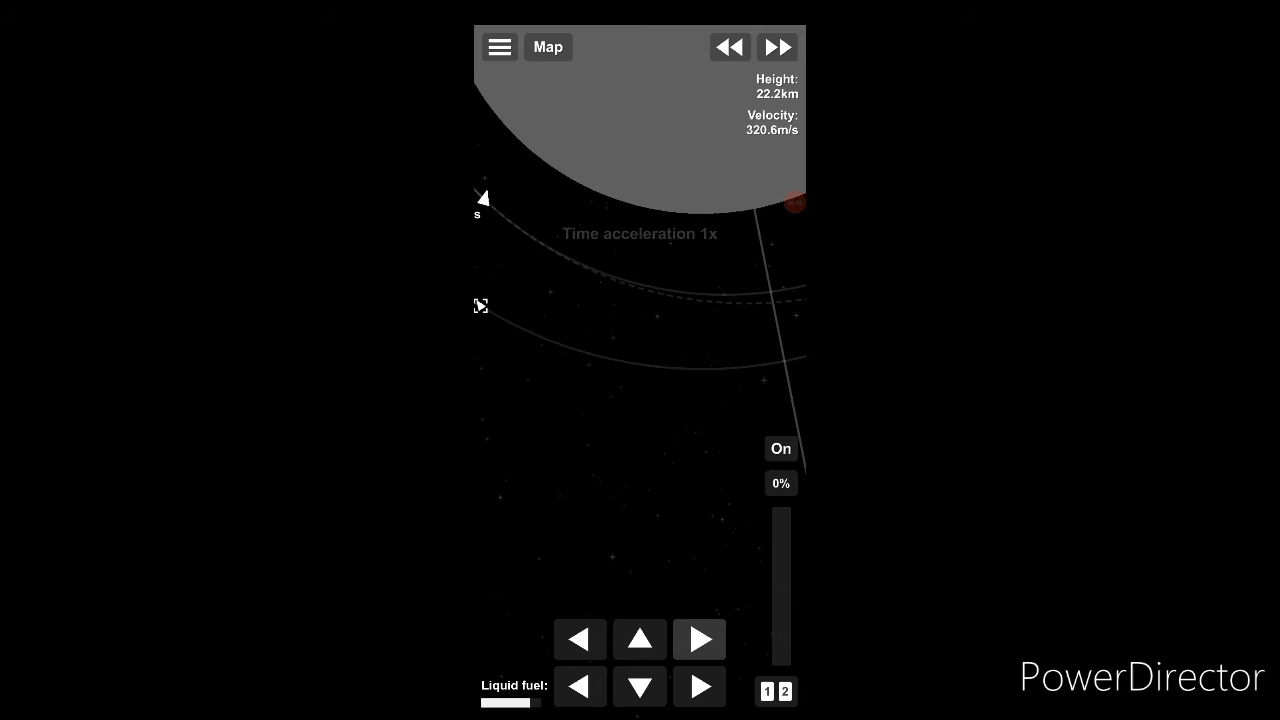 Map
Height:
22.2km
Velocity:
320.6m/s
s
Time acceleration 1x
On
0%
Liquid fuel:
1 2
PowerDirector